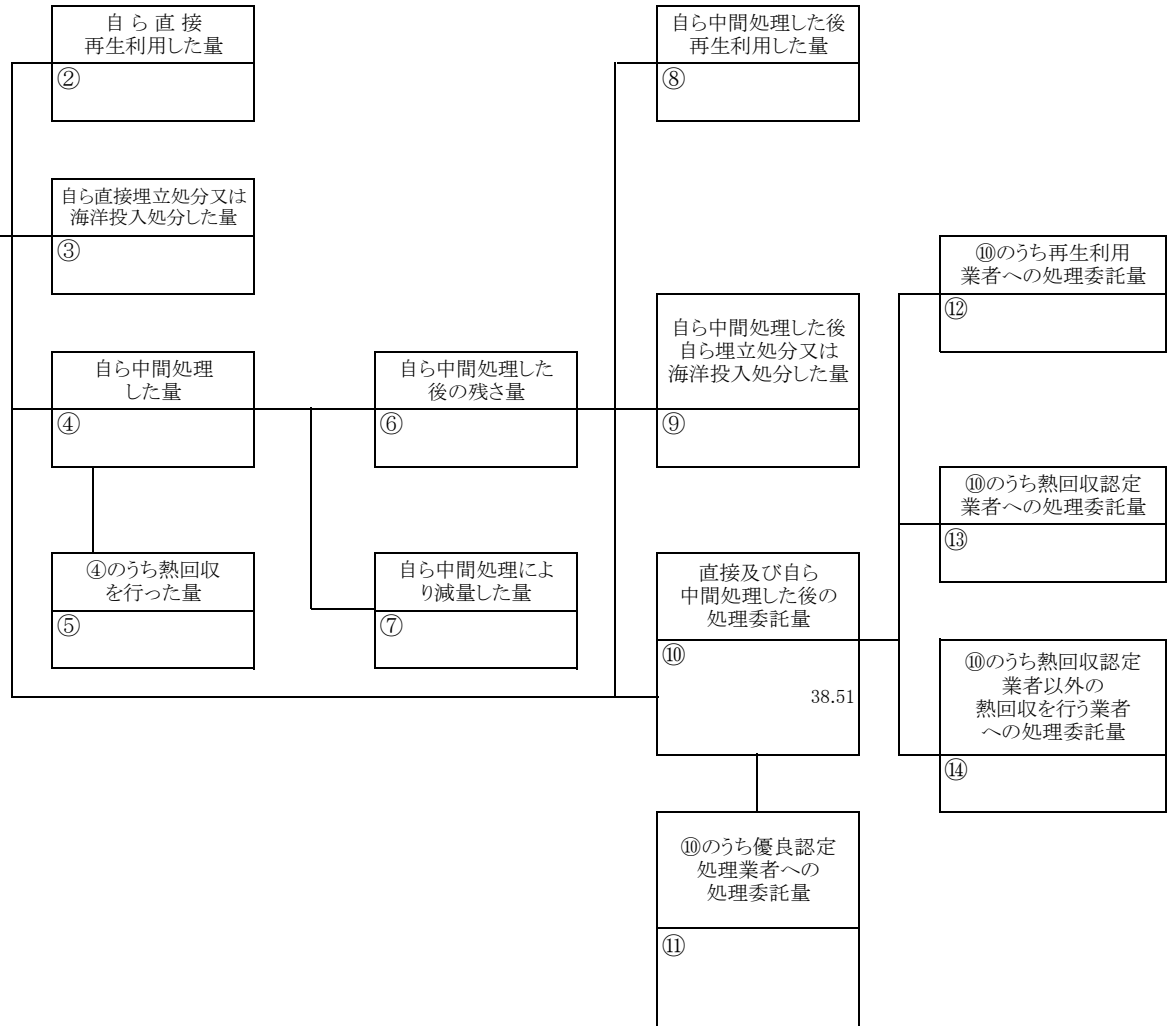 自 ら 直 接
再生利用した量
②
自ら直接埋立処分又は
海洋投入処分した量
③
自ら中間処理
した量
④
④のうち熱回収
を行った量
⑤
自ら中間処理した
後の残さ量
⑥
自ら中間処理によ
り減量した量
⑦
自ら中間処理した後
再生利用した量
⑧
自ら中間処理した後
自ら埋立処分又は
海洋投入処分した量
⑨
直接及び自ら
中間処理した後の
処理委託量
⑩
38.51
⑩のうち優良認定
処理業者への
処理委託量
⑪
⑩のうち再生利用
業者への処理委託量
⑫
⑩のうち熱回収認定
業者への処理委託量
⑬
⑩のうち熱回収認定
業者以外の
熱回収を行う業者
への処理委託量
⑭